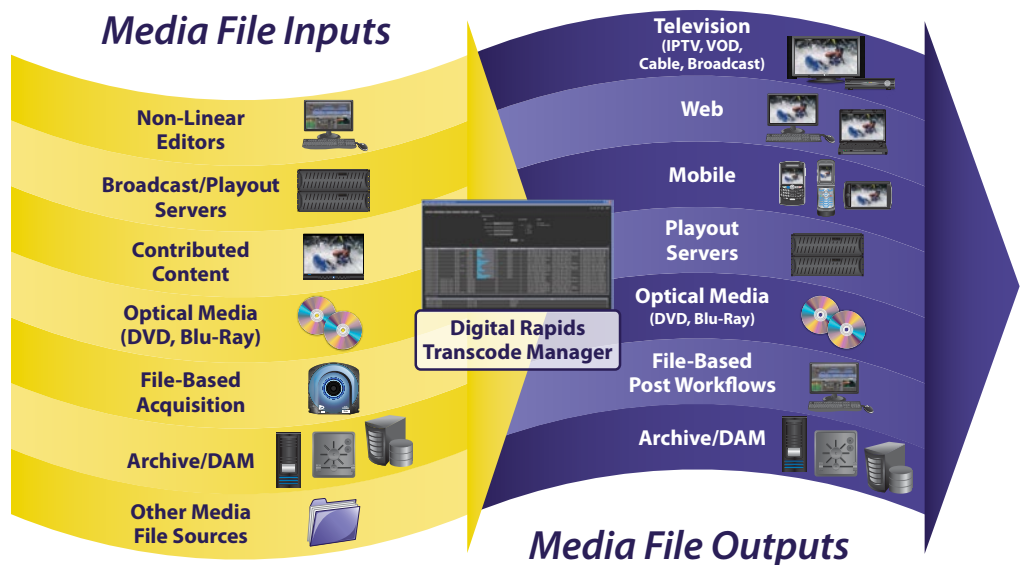 Media File Inputs
Non-Linear
Editors
Broadcast/Playout
Servers
Contributed
Content
Optical Media
(DVD, Blu-Ray)
File-Based
Acquisition
Archive/DAM
Other Media
File Sources
Digital Rapids
Transcode Manager
Television
(IPTV, VOD,
Cable, Broadcast)
Web
Mobile
Playout
Servers
Optical Media
(DVD, Blu-Ray)
File-Based
Post Workflows
Archive/DAM
Media File Outputs